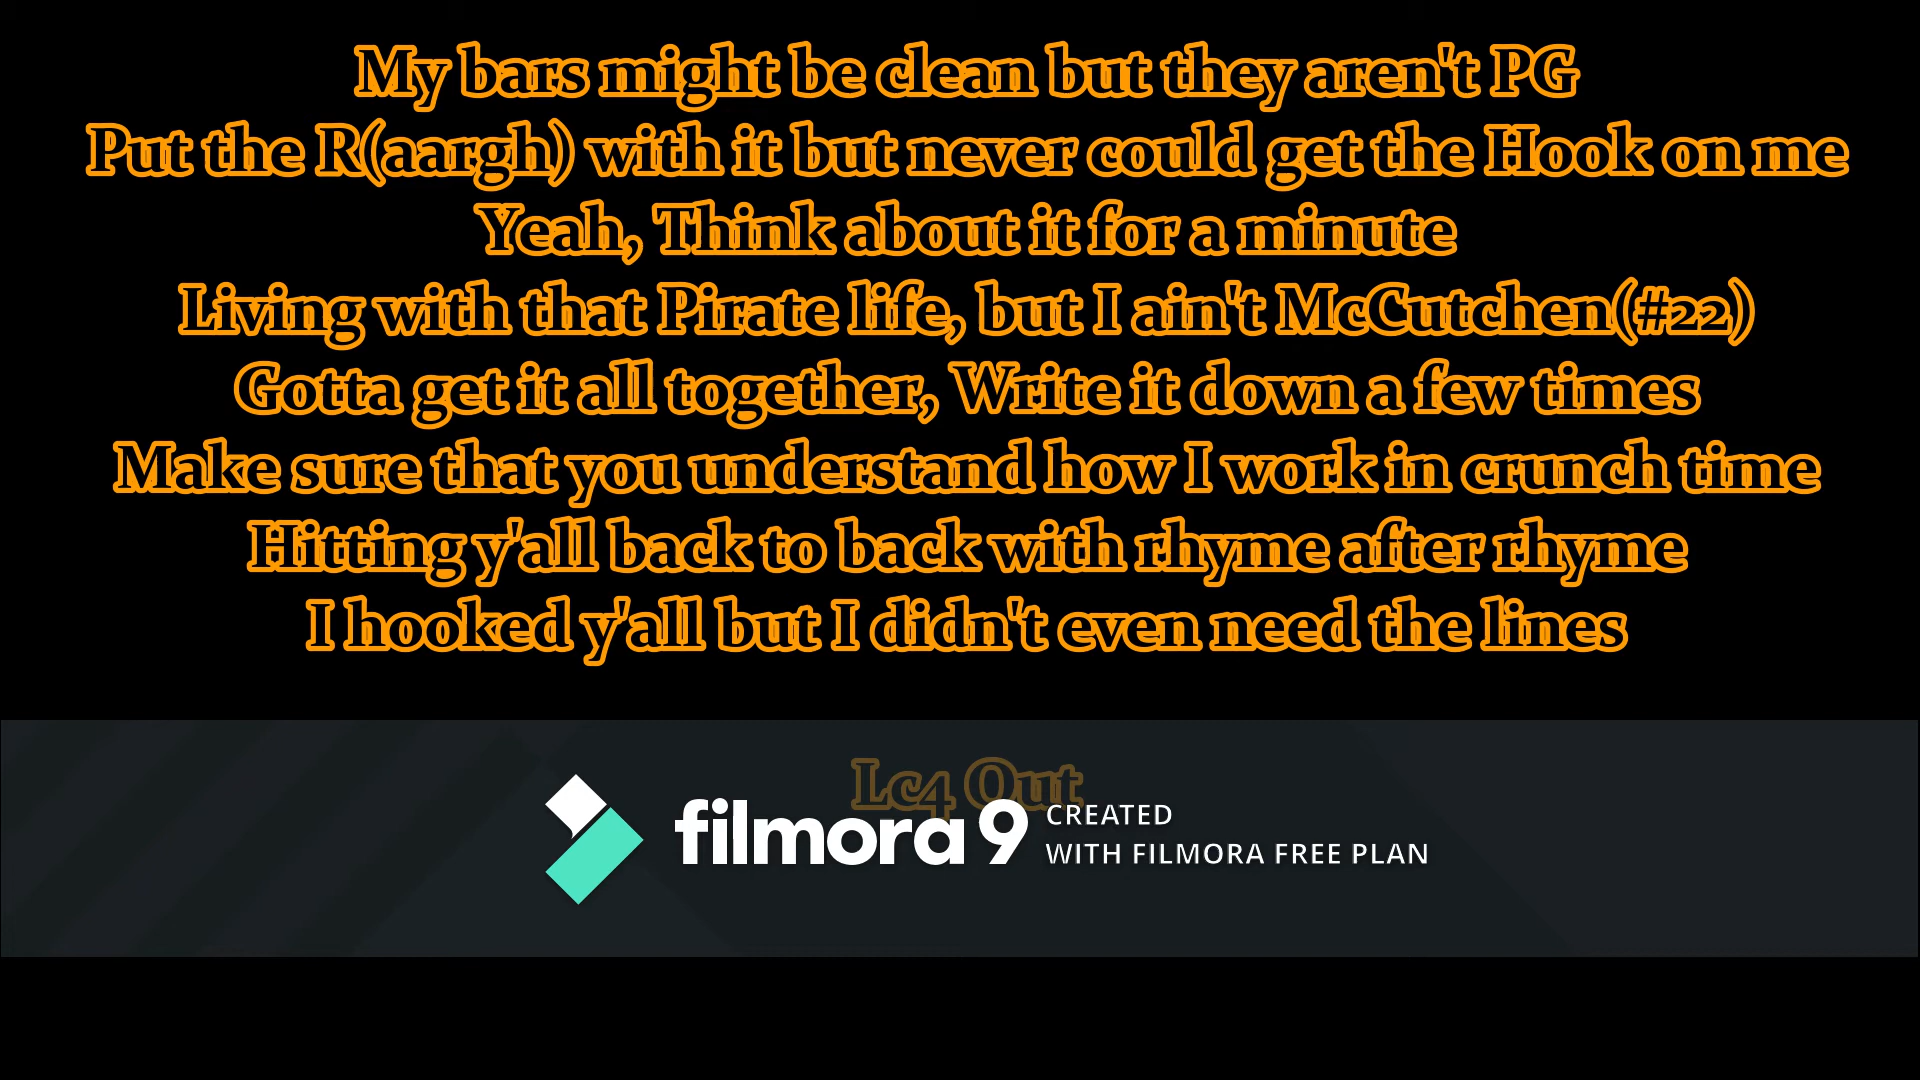 My bars might be clean but they aren't PG
Put the R(aargh) with it but never could get the Hook on me
Yeah, Think about it for a minute
Living with that Pirate life, but I ain't McCutchen(#22)
Gotta get it all together, Write it down a few times
Make sure that you understand how I work in crunch time
Hitting y'all back to back with rhyme after rhyme
I hooked y'all but I didn't even need the lines
Lc4 Out
filmora 9 CREATED
WITH FILMORA FREE PLAN